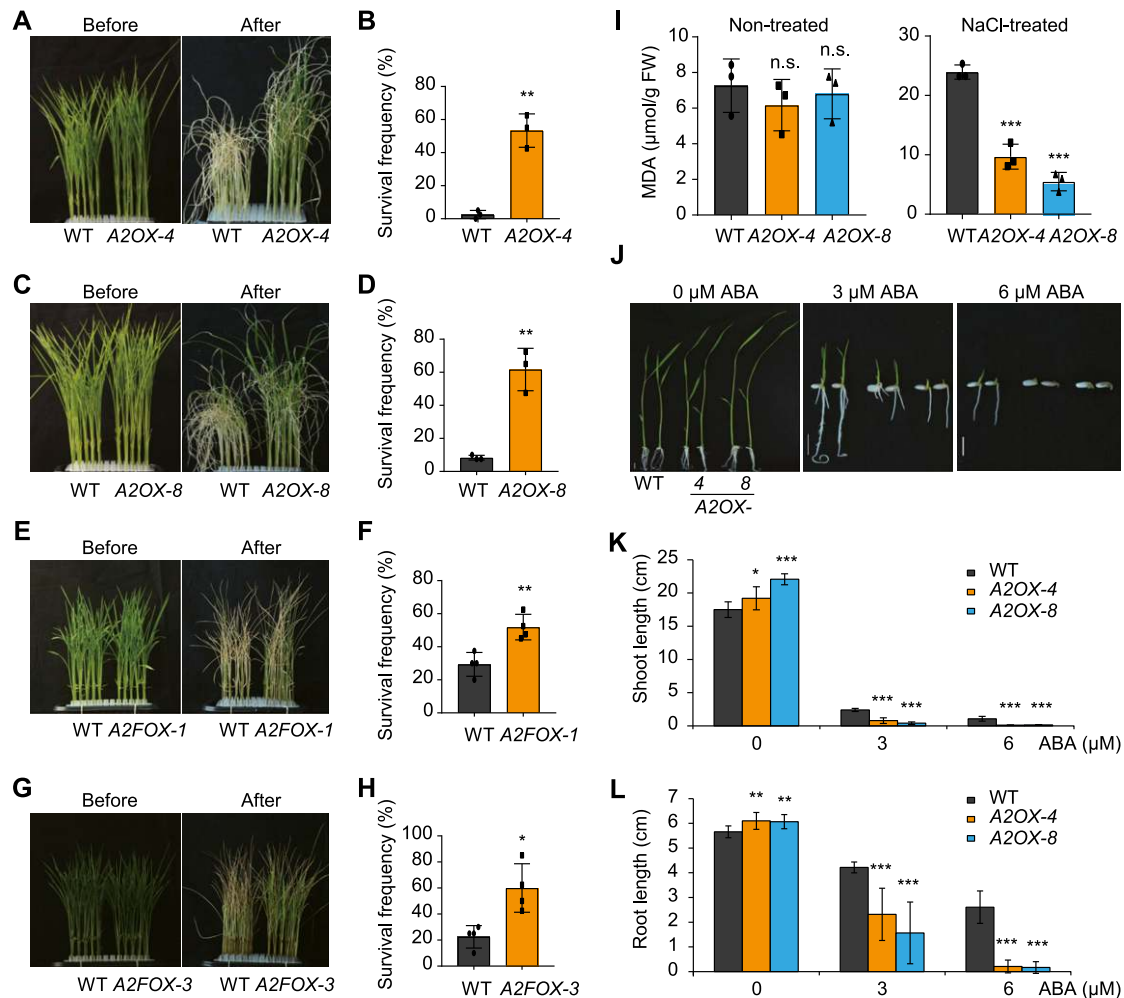 A
Before
After
WT A2OX-4
WT A2OX-4
B
Survival frequency (%)
80
60
40
20
0
**
WT A2OX-4
C
Before
After
WT A2OX-8
WT A2OX-8
D
Survival frequency (%)
80
60
40
20
0
**
WT A2OX-8
E
Before
After
WT A2FOX-1
WT A2FOX-1
F
Survival frequency (%)
80
60
40
20
0
**
WT A2FOX-1
G
Before
After
WT A2FOX-3
WT A2FOX-3
H
Survival frequency (%)
100
80
60
40
20
0
*
WT A2FOX-3
I
Non-treated
MDA (µmol/g FW)
10
8
6
4
2
0
n.s.
n.s.
WT A2OX-4 A2OX-8
NaCl-treated
30
20
10
0
***
***
WT A2OX-4 A2OX-8
J
0 µM ABA
3 µM ABA
6 µM ABA
WT 4 8
A2OX-
K
Shoot length (cm)
25
20
15
10
5
0
* ***
*** ***
*** ***
WT
A2OX-4
A2OX-8
0 3 6 ABA (µM)
L
Root length (cm)
7
6
5
4
3
2
1
0
** **
*** ***
*** ***
WT
A2OX-4
A2OX-8
0 3 6 ABA (µM)